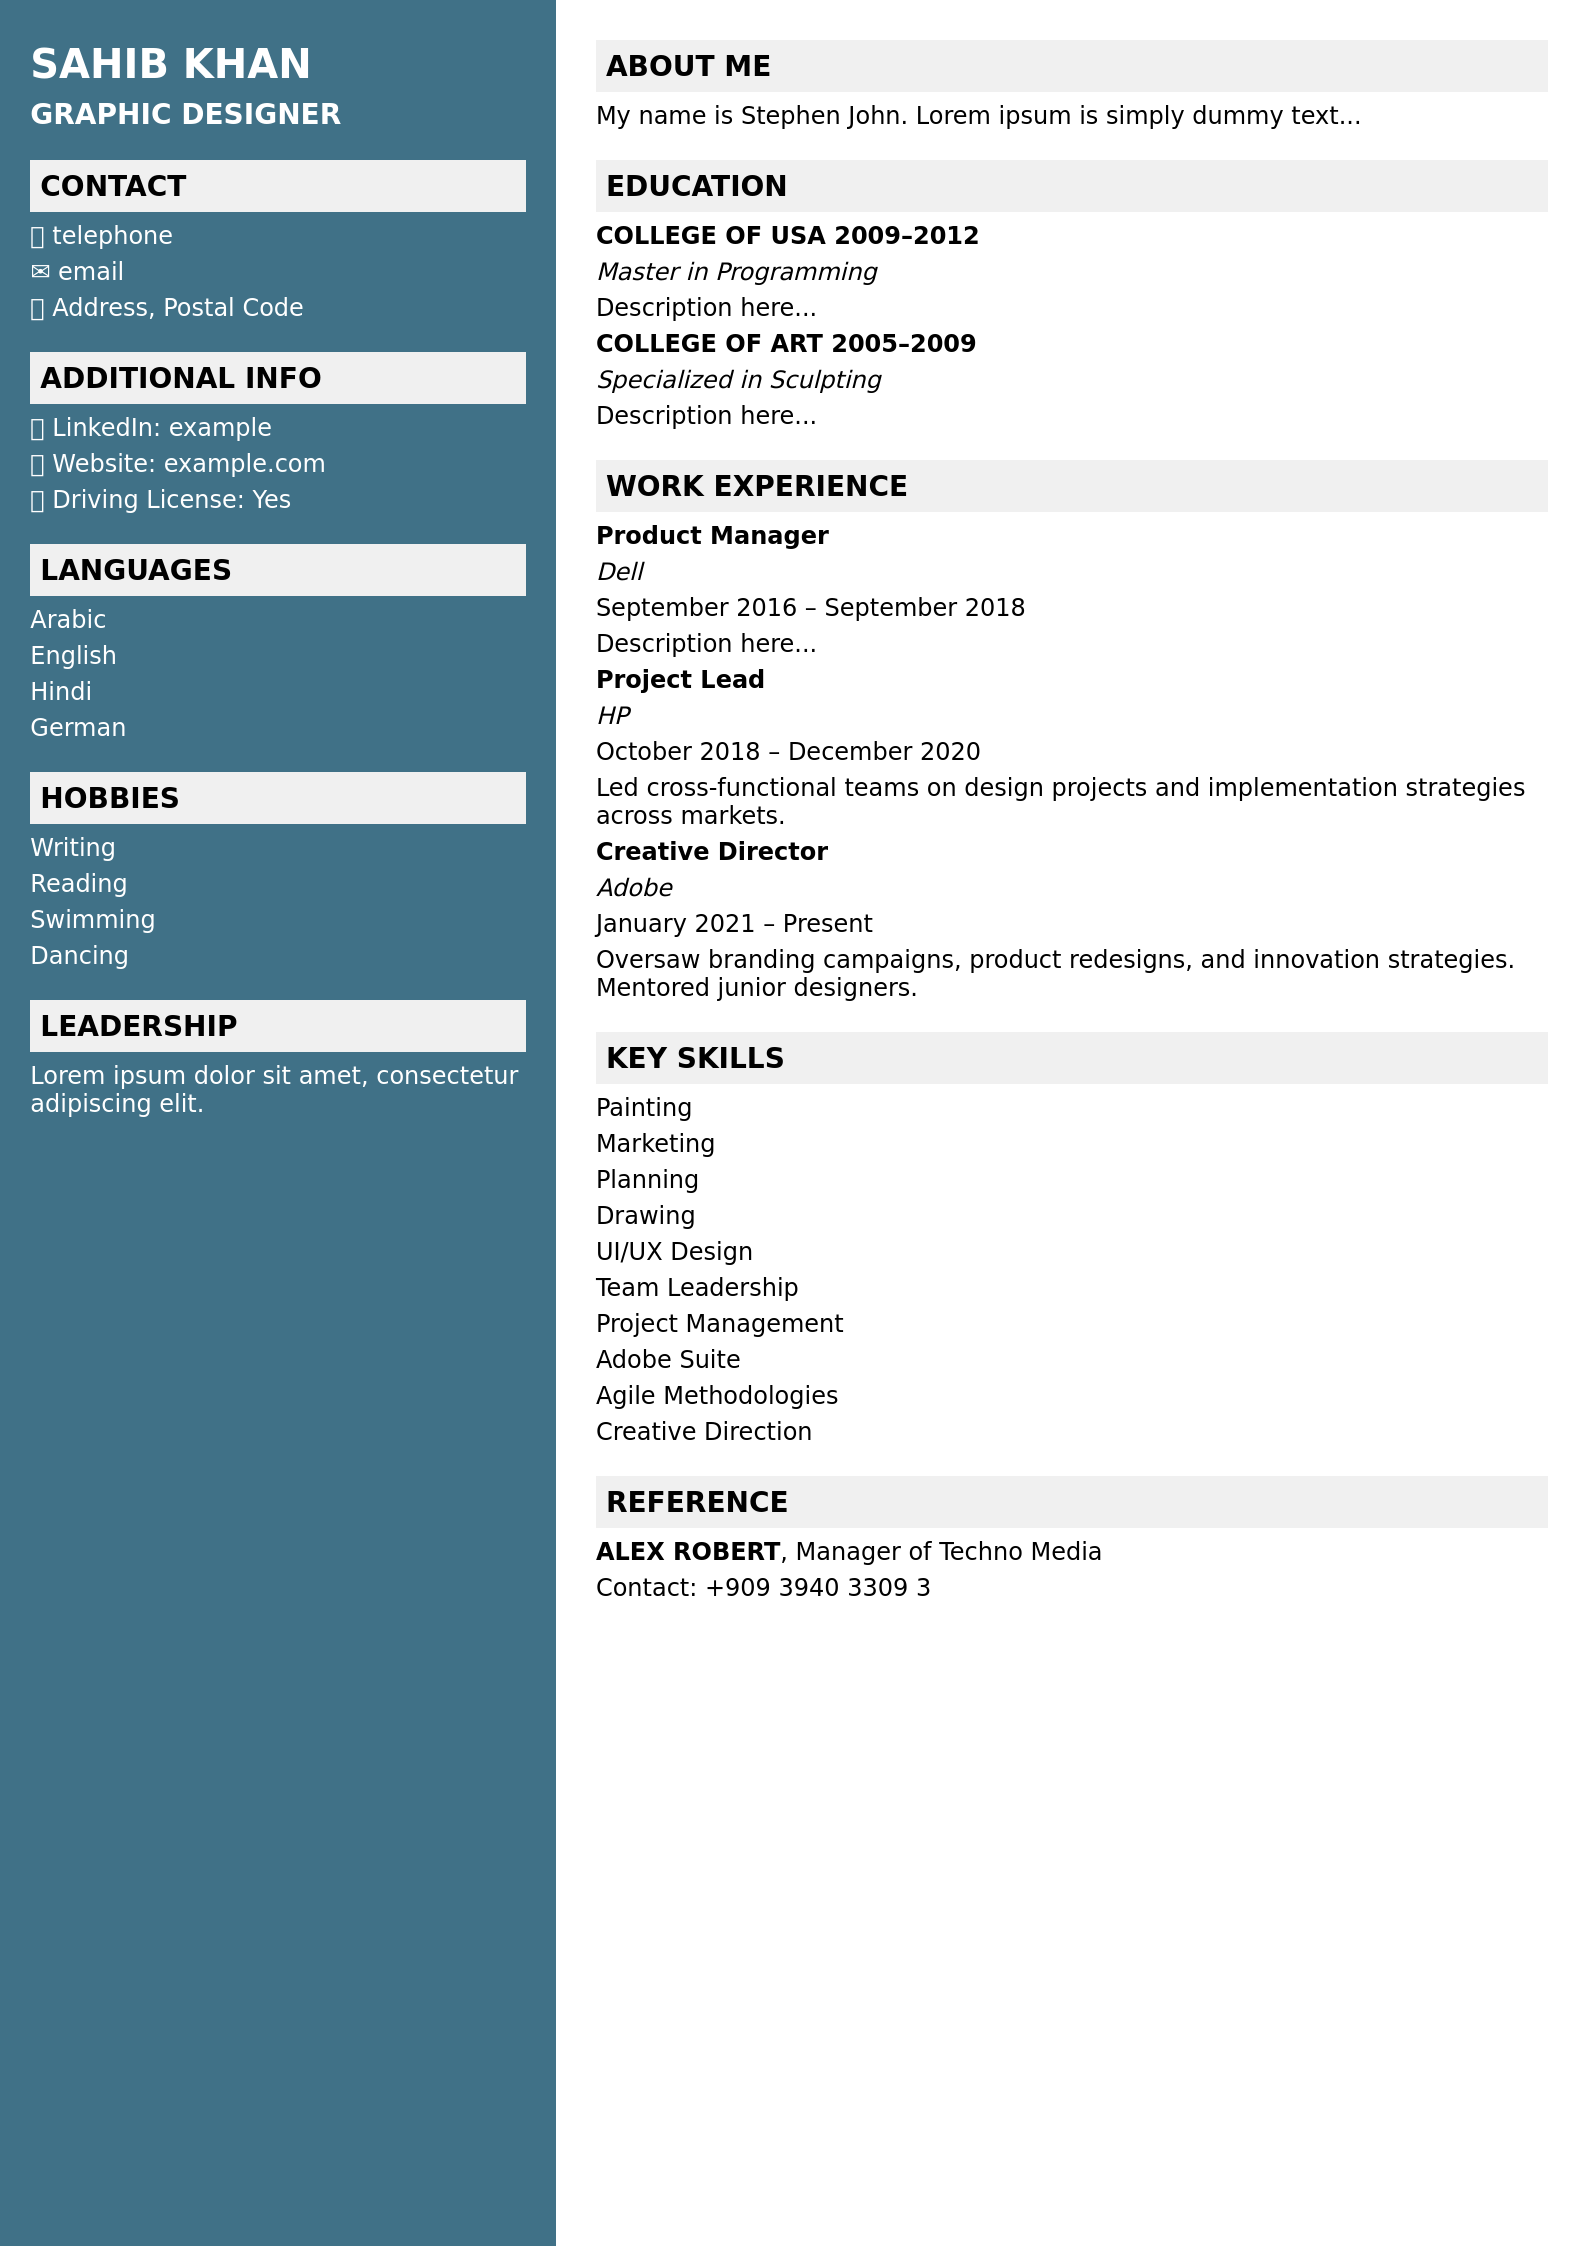 SAHIB KHAN
GRAPHIC DESIGNER
CONTACT
telephone
✉ email
Address, Postal Code
ADDITIONAL INFO
LinkedIn: example
Website: example.com
Driving License: Yes
LANGUAGES
Arabic
English
Hindi
German
HOBBIES
Writing
Reading
Swimming
Dancing
LEADERSHIP
Lorem ipsum dolor sit amet, consectetur
adipiscing elit.
ABOUT ME
My name is Stephen John. Lorem ipsum is simply dummy text...
EDUCATION
COLLEGE OF USA 2009–2012
Master in Programming
Description here...
COLLEGE OF ART 2005–2009
Specialized in Sculpting
Description here...
WORK EXPERIENCE
Product Manager
Dell
September 2016 – September 2018
Description here...
Project Lead
HP
October 2018 – December 2020
Led cross-functional teams on design projects and implementation strategies
across markets.
Creative Director
Adobe
January 2021 – Present
Oversaw branding campaigns, product redesigns, and innovation strategies.
Mentored junior designers.
KEY SKILLS
Painting
Marketing
Planning
Drawing
UI/UX Design
Team Leadership
Project Management
Adobe Suite
Agile Methodologies
Creative Direction
REFERENCE
ALEX ROBERT, Manager of Techno Media
Contact: +909 3940 3309 3